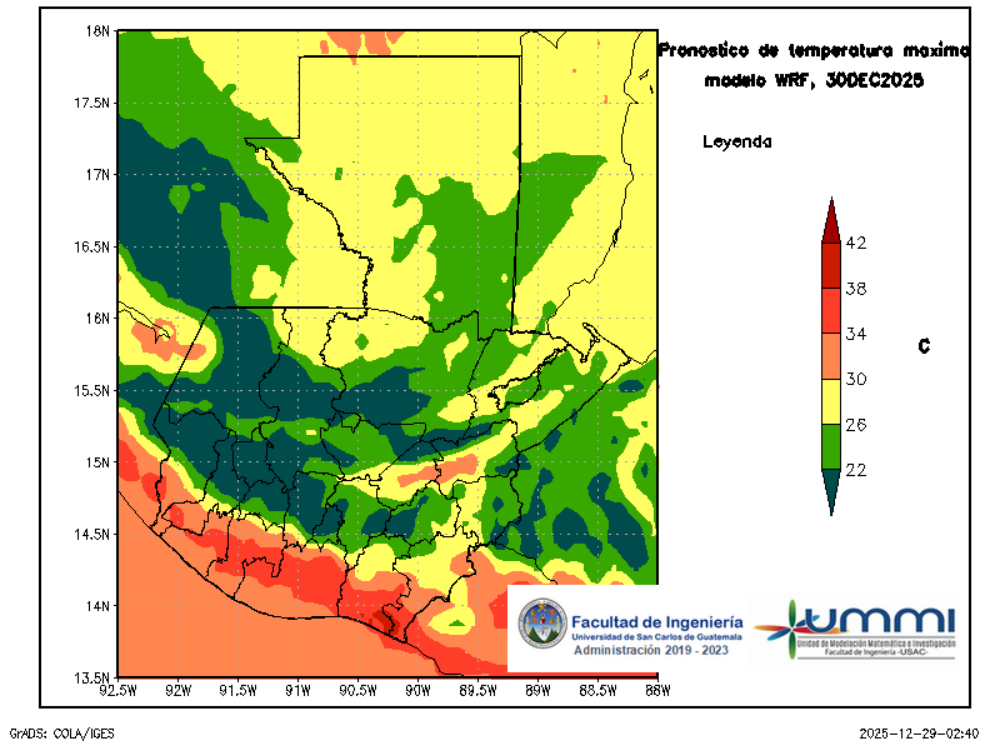 Pronostico de temperatura maxima
modelo WRF, 30DEC2025
Leyenda
42
38
34
30
26
22
C
18N
17.5N
17N
16.5N
16N
15.5N
15N
14.5N
14N
13.5N
92.5W 92W 91.5W 91W 90.5W 90W 89.5W 89W 88.5W 88W
Facultad de Ingeniería
Universidad de San Carlos de Guatemala
Administración 2019 - 2023
ummi
Unidad de Modelación Matemática e Investigación
Facultad de Ingeniería -USAC-
GrADS: COLA/IGES
2025-12-29-02:40